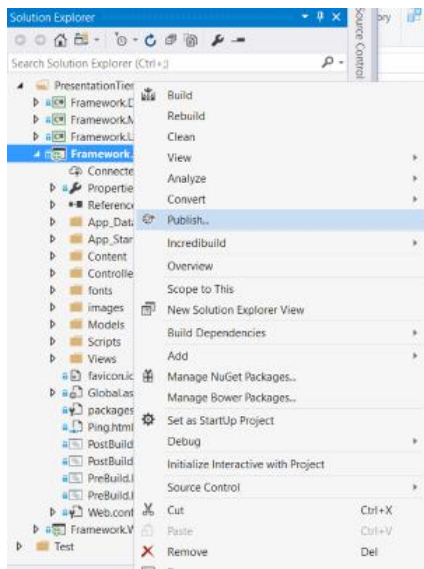 Solution Explorer
ory
Source Control
Search Solution Explorer (Ctrl+;)
PresentationTier
Framework.D
Framework.M
Framework.U
Framework.
Connecte
Propertie
Reference
App_Data
App_Star
Content
Controlle
fonts
images
Models
Scripts
Views
favicon.ic
Global.as
packages
Ping.html
PostBuild
PostBuild
PreBuild.
PreBuild.
Web.conf
Framework.W
Test
Build
Rebuild
Clean
View
Analyze
Convert
Publish...
Incredibuild
Overview
Scope to This
New Solution Explorer View
Build Dependencies
Add
Manage NuGet Packages...
Manage Bower Packages...
Set as StartUp Project
Debug
Initialize Interactive with Project
Source Control
Cut Ctrl+X
Paste Ctrl+V
Remove Del